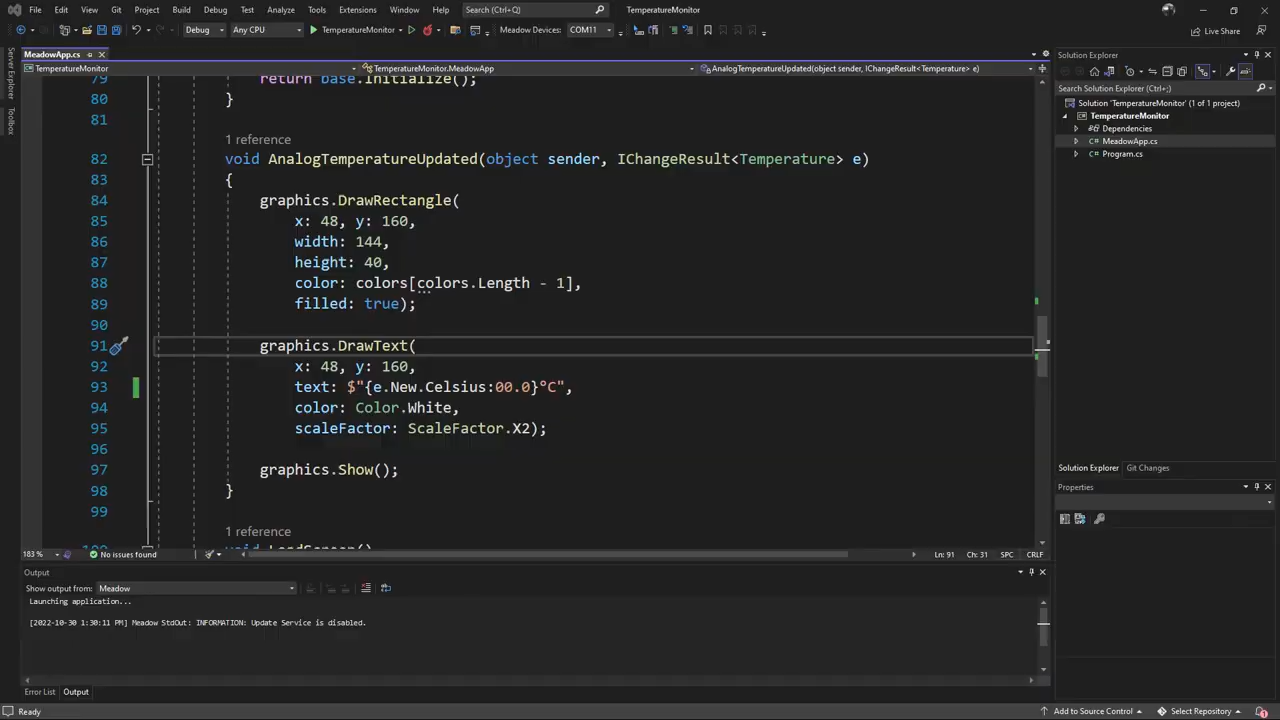 File Edit View Git Project Build Debug Test Analyze Tools Extensions Window Help Search (Ctrl+;) TemperatureMonitor
Debug Any CPU TemperatureMonitor Meadow Devices: COM11 Live Share
Server Explorer
Toolbox
MeadowApp.cs
TemperatureMonitor TemperatureMonitor.MeadowApp AnalogTemperatureUpdated(object sender, IChangeResult<Temperature> e)
79 return base.Initialize();
80 }
81
1 reference
82 void AnalogTemperatureUpdated(object sender, IChangeResult<Temperature> e)
83 {
84 graphics.DrawRectangle(
85 x: 48, y: 160,
86 width: 144,
87 height: 40,
88 color: colors[colors.Length - 1],
89 filled: true);
90
91 graphics.DrawText(
92 x: 48, y: 160,
93 text: $"{e.New.Celsius:00.0}°C",
94 color: Color.White,
95 scaleFactor: ScaleFactor.X2);
96
97 graphics.Show();
98 }
99
1 reference
100 void LoadScreen()
183 % No issues found Ln: 91 Ch: 31 SPC CRLF
Output
Show output from: Meadow
Launching application...
[2022-10-30 1:30:11 PM] Meadow StdOut: INFORMATION: Update Service is disabled.
Error List Output
Ready Add to Source Control Select Repository 1
Solution Explorer
Search Solution Explorer (Ctrl+;)
Solution 'TemperatureMonitor' (1 of 1 project)
TemperatureMonitor
Dependencies
C# MeadowApp.cs
C# Program.cs
Solution Explorer Git Changes
Properties